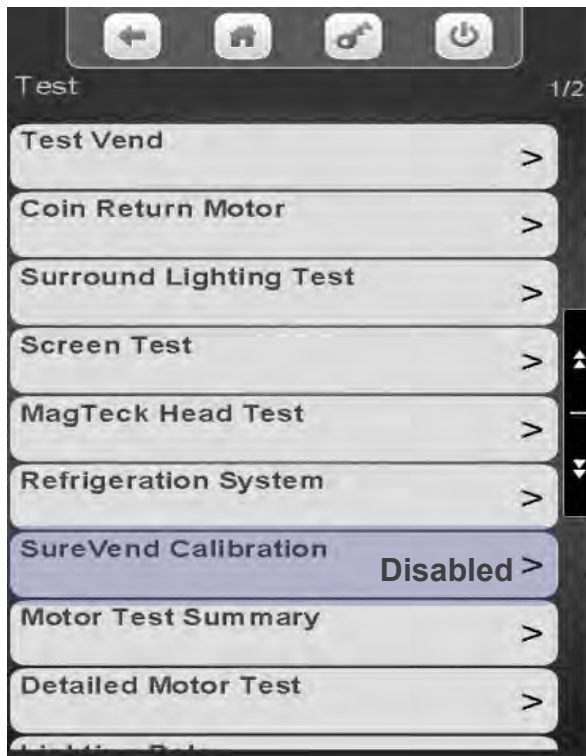 Test
1/2
Test Vend
>
Coin Return Motor
>
Surround Lighting Test
>
Screen Test
>
MagTeck Head Test
>
Refrigeration System
>
SureVend Calibration
Disabled >
Motor Test Summary
>
Detailed Motor Test
>